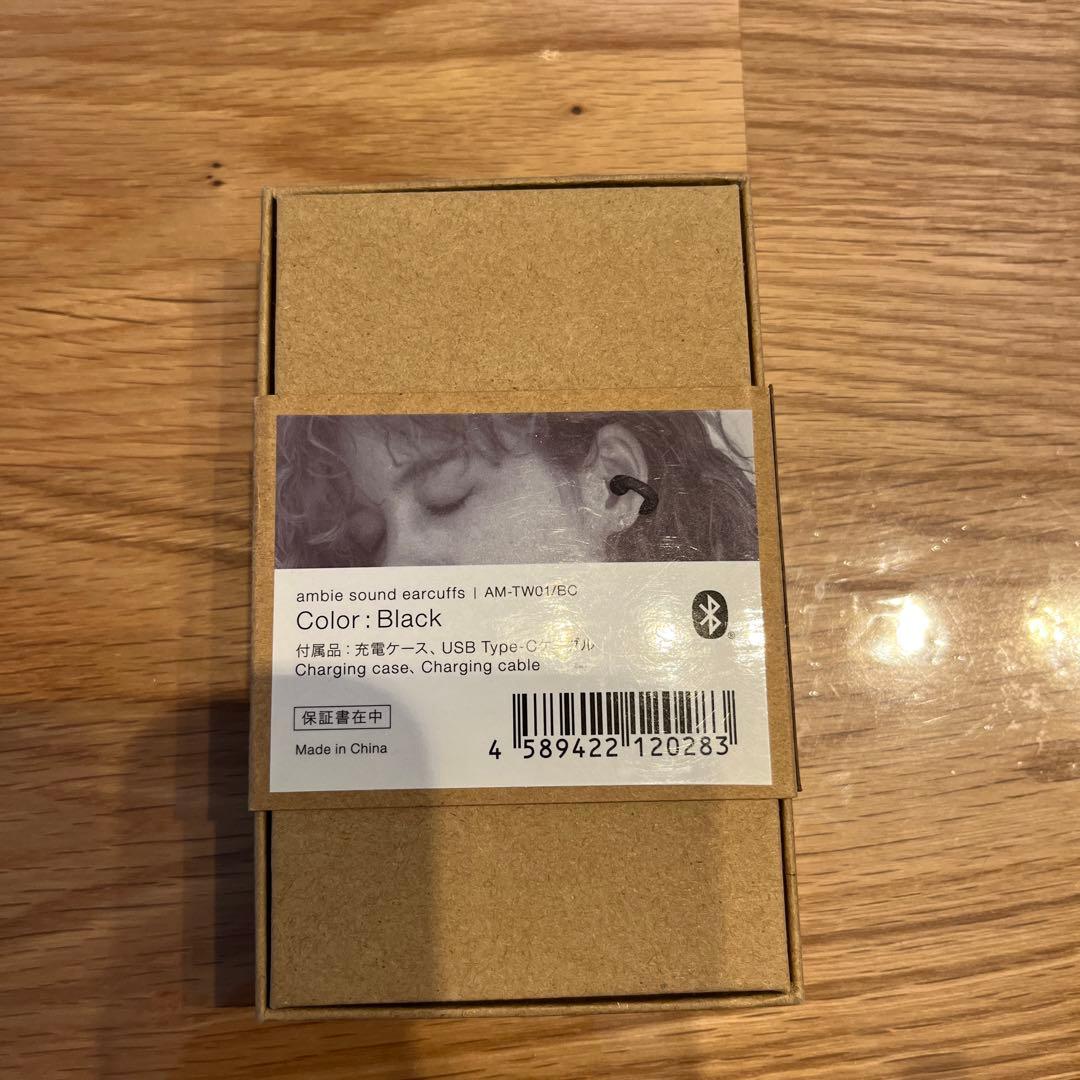 ambie sound earcuffs | AM-TW01/BC
Color : Black
付属品：充電ケース、USB Type-Cケーブル
Charging case、Charging cable
保証書在中
Made in China
4 589422 120283